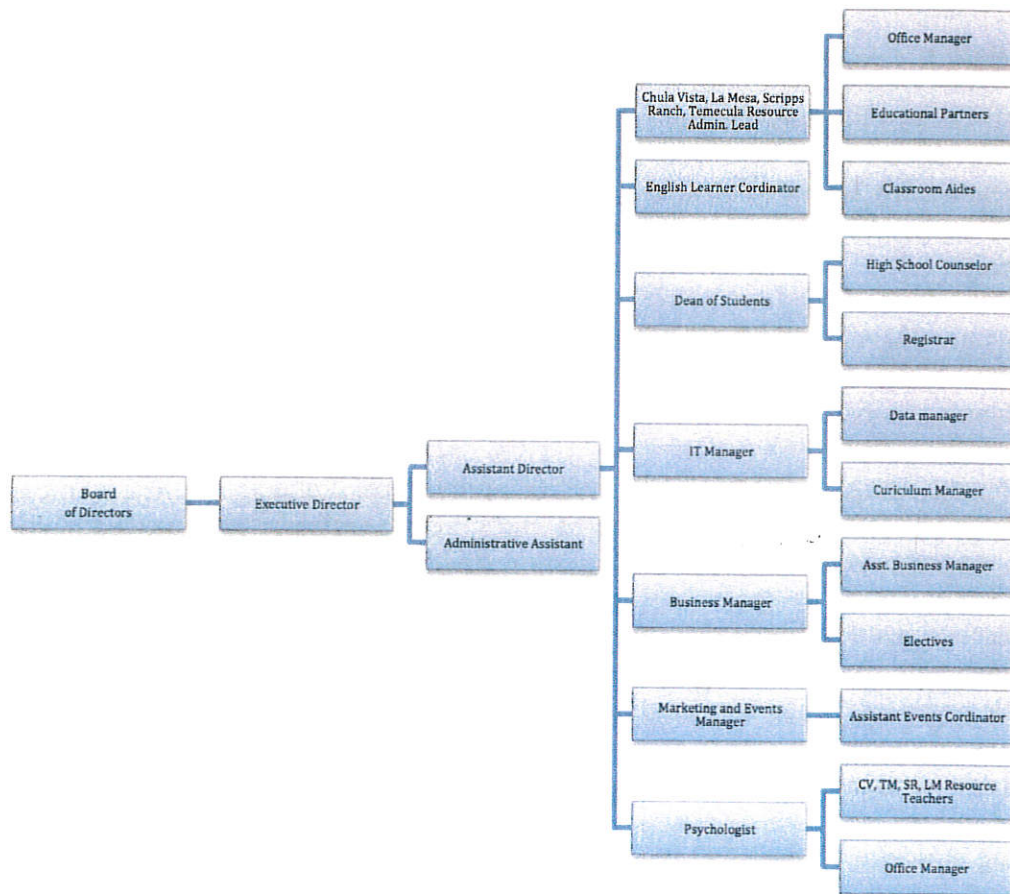 Board
of Directors
Executive Director
Assistant Director
Administrative Assistant
Chula Vista, La Mesa, Scripps
Ranch, Temecula Resource
Admin. Lead
Office Manager
Educational Partners
Classroom Aides
English Learner Cordinator
Dean of Students
High School Counselor
Registrar
IT Manager
Data manager
Curiculum Manager
Business Manager
Asst. Business Manager
Electives
Marketing and Events
Manager
Assistant Events Cordinator
Psychologist
CV, TM, SR, LM Resource
Teachers
Office Manager